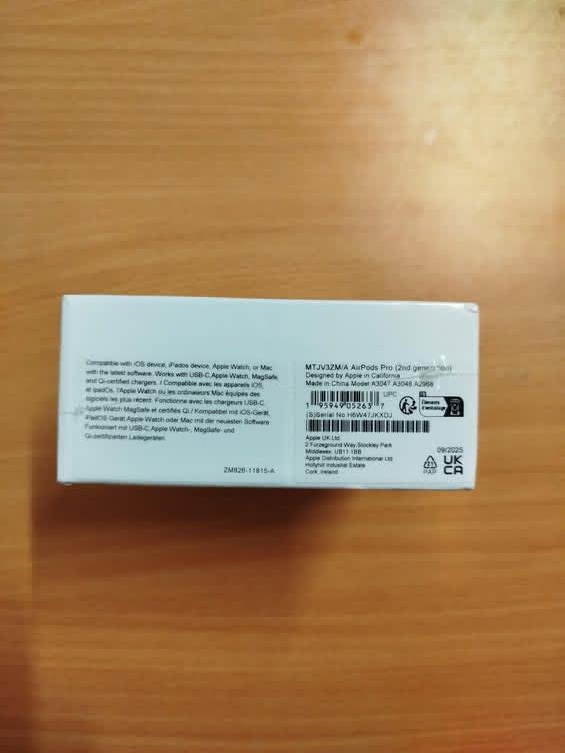 Compatible with iOS device, iPados device, Apple Watch, or Mac
with the latest software. Works with USB-C,Apple Watch, MagSafe,
and Qi-certified chargers. / Compatible avec les appareils iOS,
et ipadOs, l'Apple Watch ou les ordinateurs Mac équipés des
logiciels les plus récent. Fonctionne avec les chargeurs USB-C,
Apple Watch MagSafe et certifiés Qi / Kompatibel mit iOS-Gerät,
iPadOS Gerät Apple Watch oder Mac mit der neuesten Software
Funktioniert mit USB-C,Apple Watch-, MagSafe- und
Qi-zertifizierten Ladegeräten.
ZM826-11815-A
MTJV3ZM/A AirPods Pro (2nd generation)
Designed by Apple in California
Made in China Model A3047 A3048 A2968
UPC
1 95949 05263 7
(S)Serial No H6W47JKXDJ
FR
Éléments
d'emballage
Apple UK Ltd.
2 Furzeground Way,Stockley Park
Middlesex, UB11 1BB
Apple Distribution International Ltd
Hollyhill Industrial Estate
Cork, Ireland
09/2025
21
PAP
UK
CA